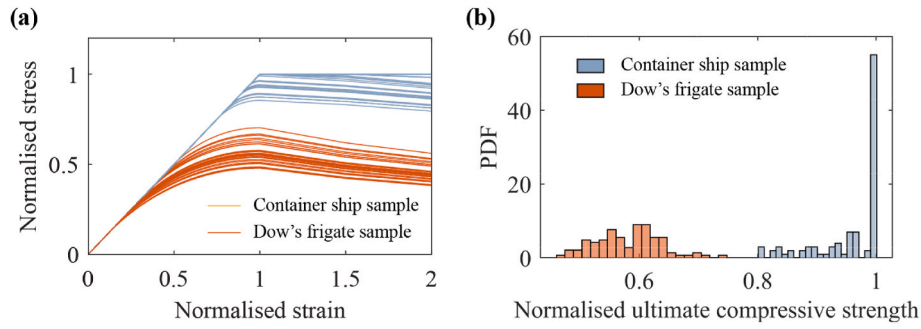 (a)
Normalised stress
1
0.5
0
0 0.5 1 1.5 2
Normalised strain
Container ship sample
Dow's frigate sample
(b)
PDF
60
40
20
0
0.6 0.8 1
Normalised ultimate compressive strength
Container ship sample
Dow's frigate sample